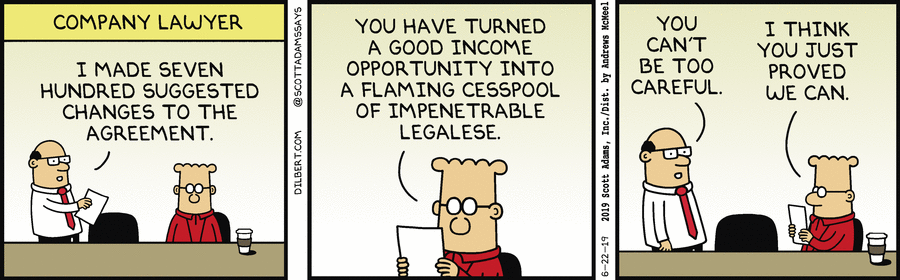 COMPANY LAWYER
I MADE SEVEN
HUNDRED SUGGESTED
CHANGES TO THE
AGREEMENT.
DILBERT.COM @SCOTTADAMSSAYS
YOU HAVE TURNED
A GOOD INCOME
OPPORTUNITY INTO
A FLAMING CESSPOOL
OF IMPENETRABLE
LEGALESE.
6-22-19 2019 Scott Adams, Inc./Dist. by Andrews McMeel
YOU
CAN'T
BE TOO
CAREFUL.
I THINK
YOU JUST
PROVED
WE CAN.